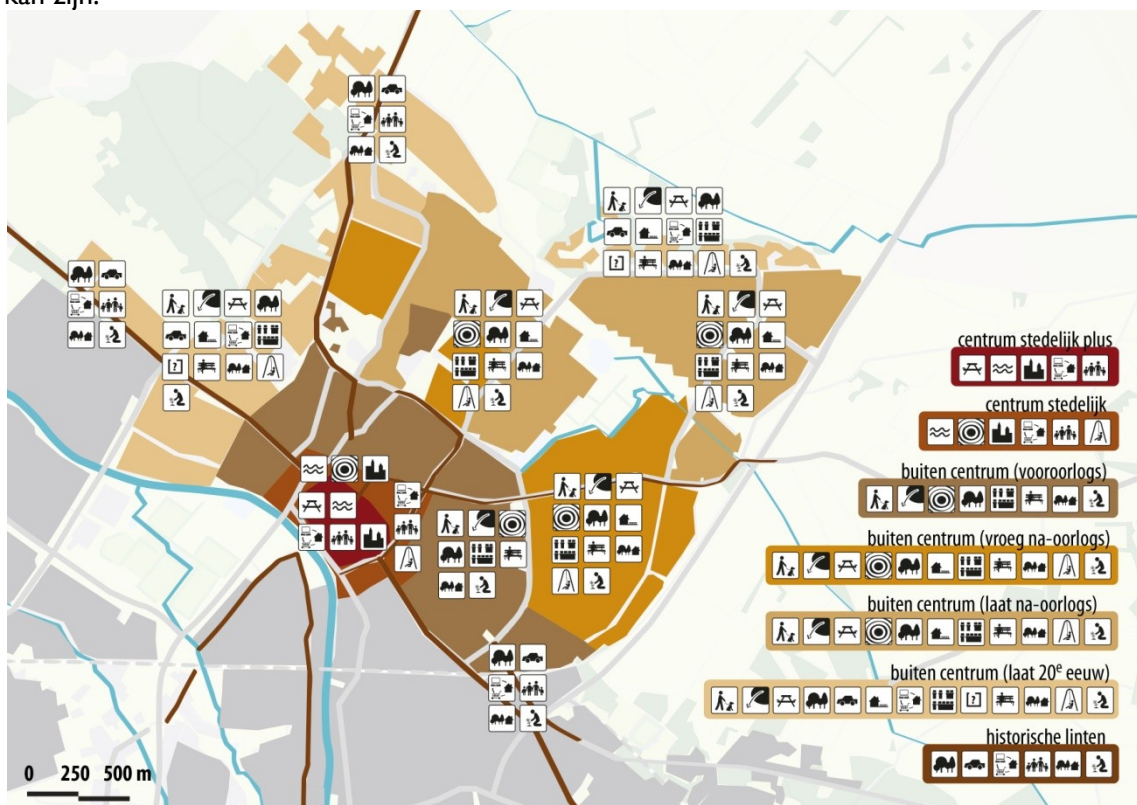 kan zijn.
centrum stedelijk plus
centrum stedelijk
buiten centrum (vooroorlogs)
buiten centrum (vroeg na-oorlogs)
buiten centrum (laat na-oorlogs)
buiten centrum (laat 20e eeuw)
historische linten
0 250 500 m